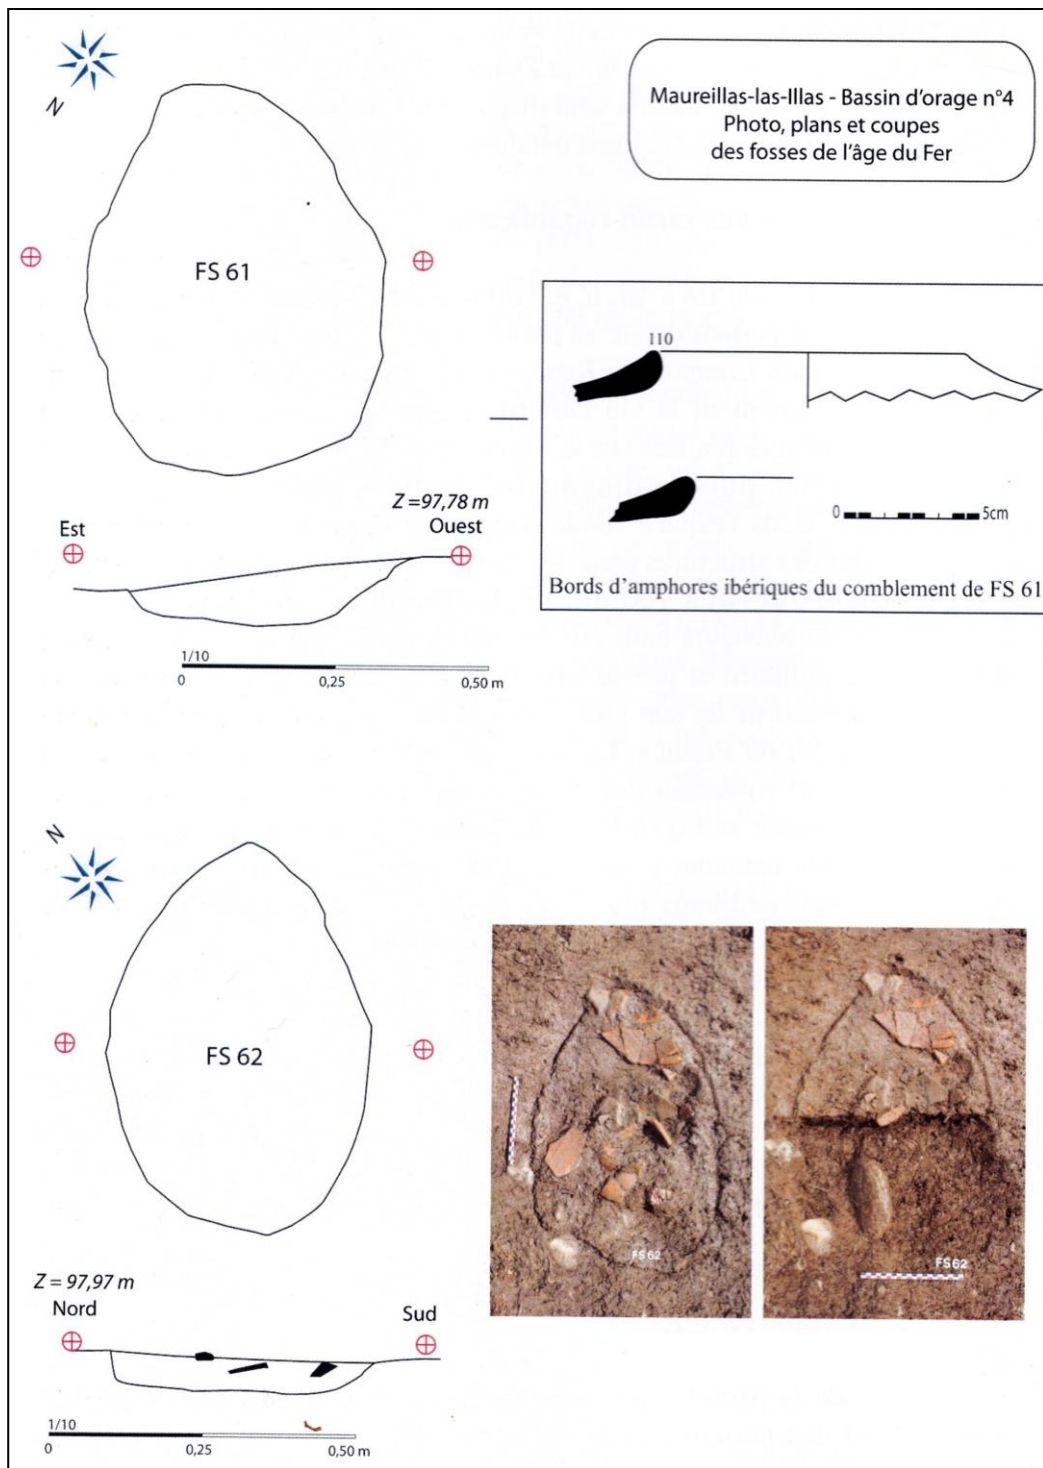 N
Maureillas-las-Illas - Bassin d'orage n°4
Photo, plans et coupes
des fosses de l'âge du Fer
FS 61
110
0 5cm
Bords d'amphores ibériques du comblement de FS 61
Z =97,78 m
Est Ouest
1/10
0 0,25 0,50 m
N
FS 62
FS 62
FS 62
Z = 97,97 m
Nord Sud
1/10
0 0,25 0,50 m